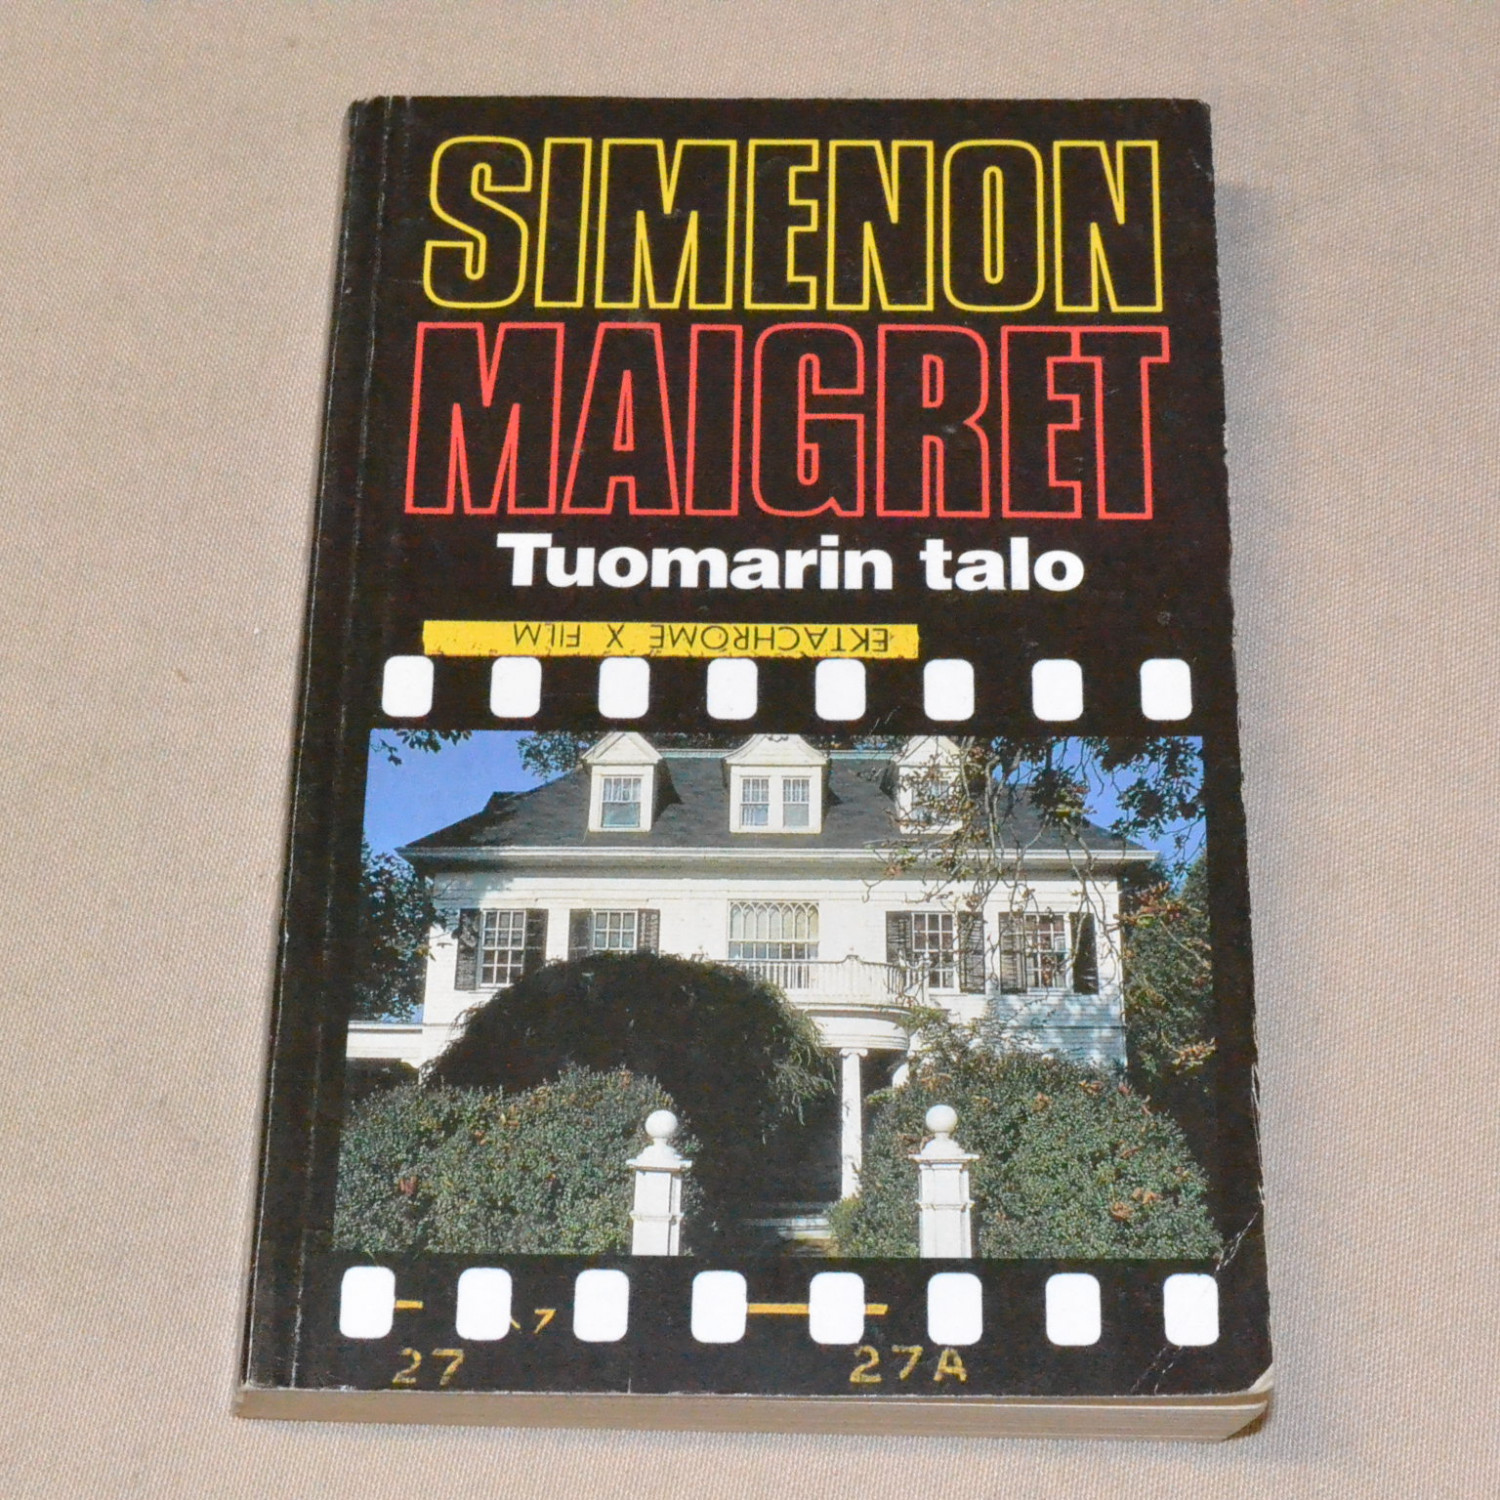 SIMENON
MAIGRET
Tuomarin talo
EKTACHROME X FILM
27
27A